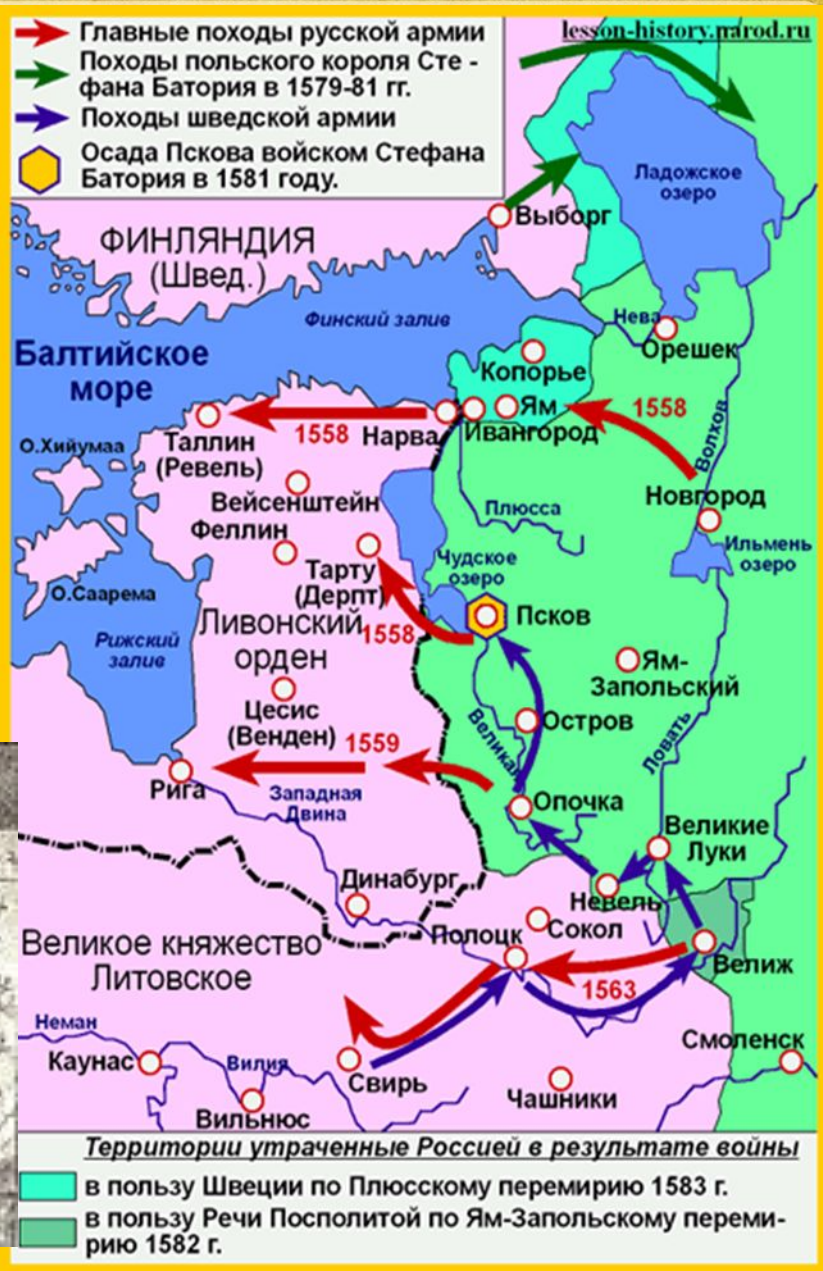 lesson-history.narod.ru
Главные походы русской армии
Походы польского короля Сте -
фана Батория в 1579-81 гг.
Походы шведской армии
Осада Пскова войском Стефана
Батория в 1581 году.
Ладожское
озеро
Выборг
ФИНЛЯНДИЯ
(Швед.)
Финский залив
Нева
Орешек
Балтийское
море
Копорье
Ям
1558
Таллин
(Ревель)
1558
Нарва
Ивангород
Волхов
О.Хийумаа
Вейсенштейн
Новгород
Плюсса
Феллин
Ильмень
озеро
Чудское
озеро
Тарту
(Дерпт)
О.Саарема
Псков
Ливонский
орден
1558
Рижский
залив
Ям-
Запольский
Цесис
(Венден)
Остров
Великая
Ловать
1559
Рига
Западная
Двина
Опочка
Великие
Луки
Динабург
Невель
Сокол
Полоцк
Великое княжество
Литовское
Велиж
1563
Неман
Смоленск
Каунас
Вилия
Свирь
Чашники
Вильнюс
Территории утраченные Россией в результате войны
в пользу Швеции по Плюсскому перемирию 1583 г.
в пользу Речи Посполитой по Ям-Запольскому переми-
рию 1582 г.